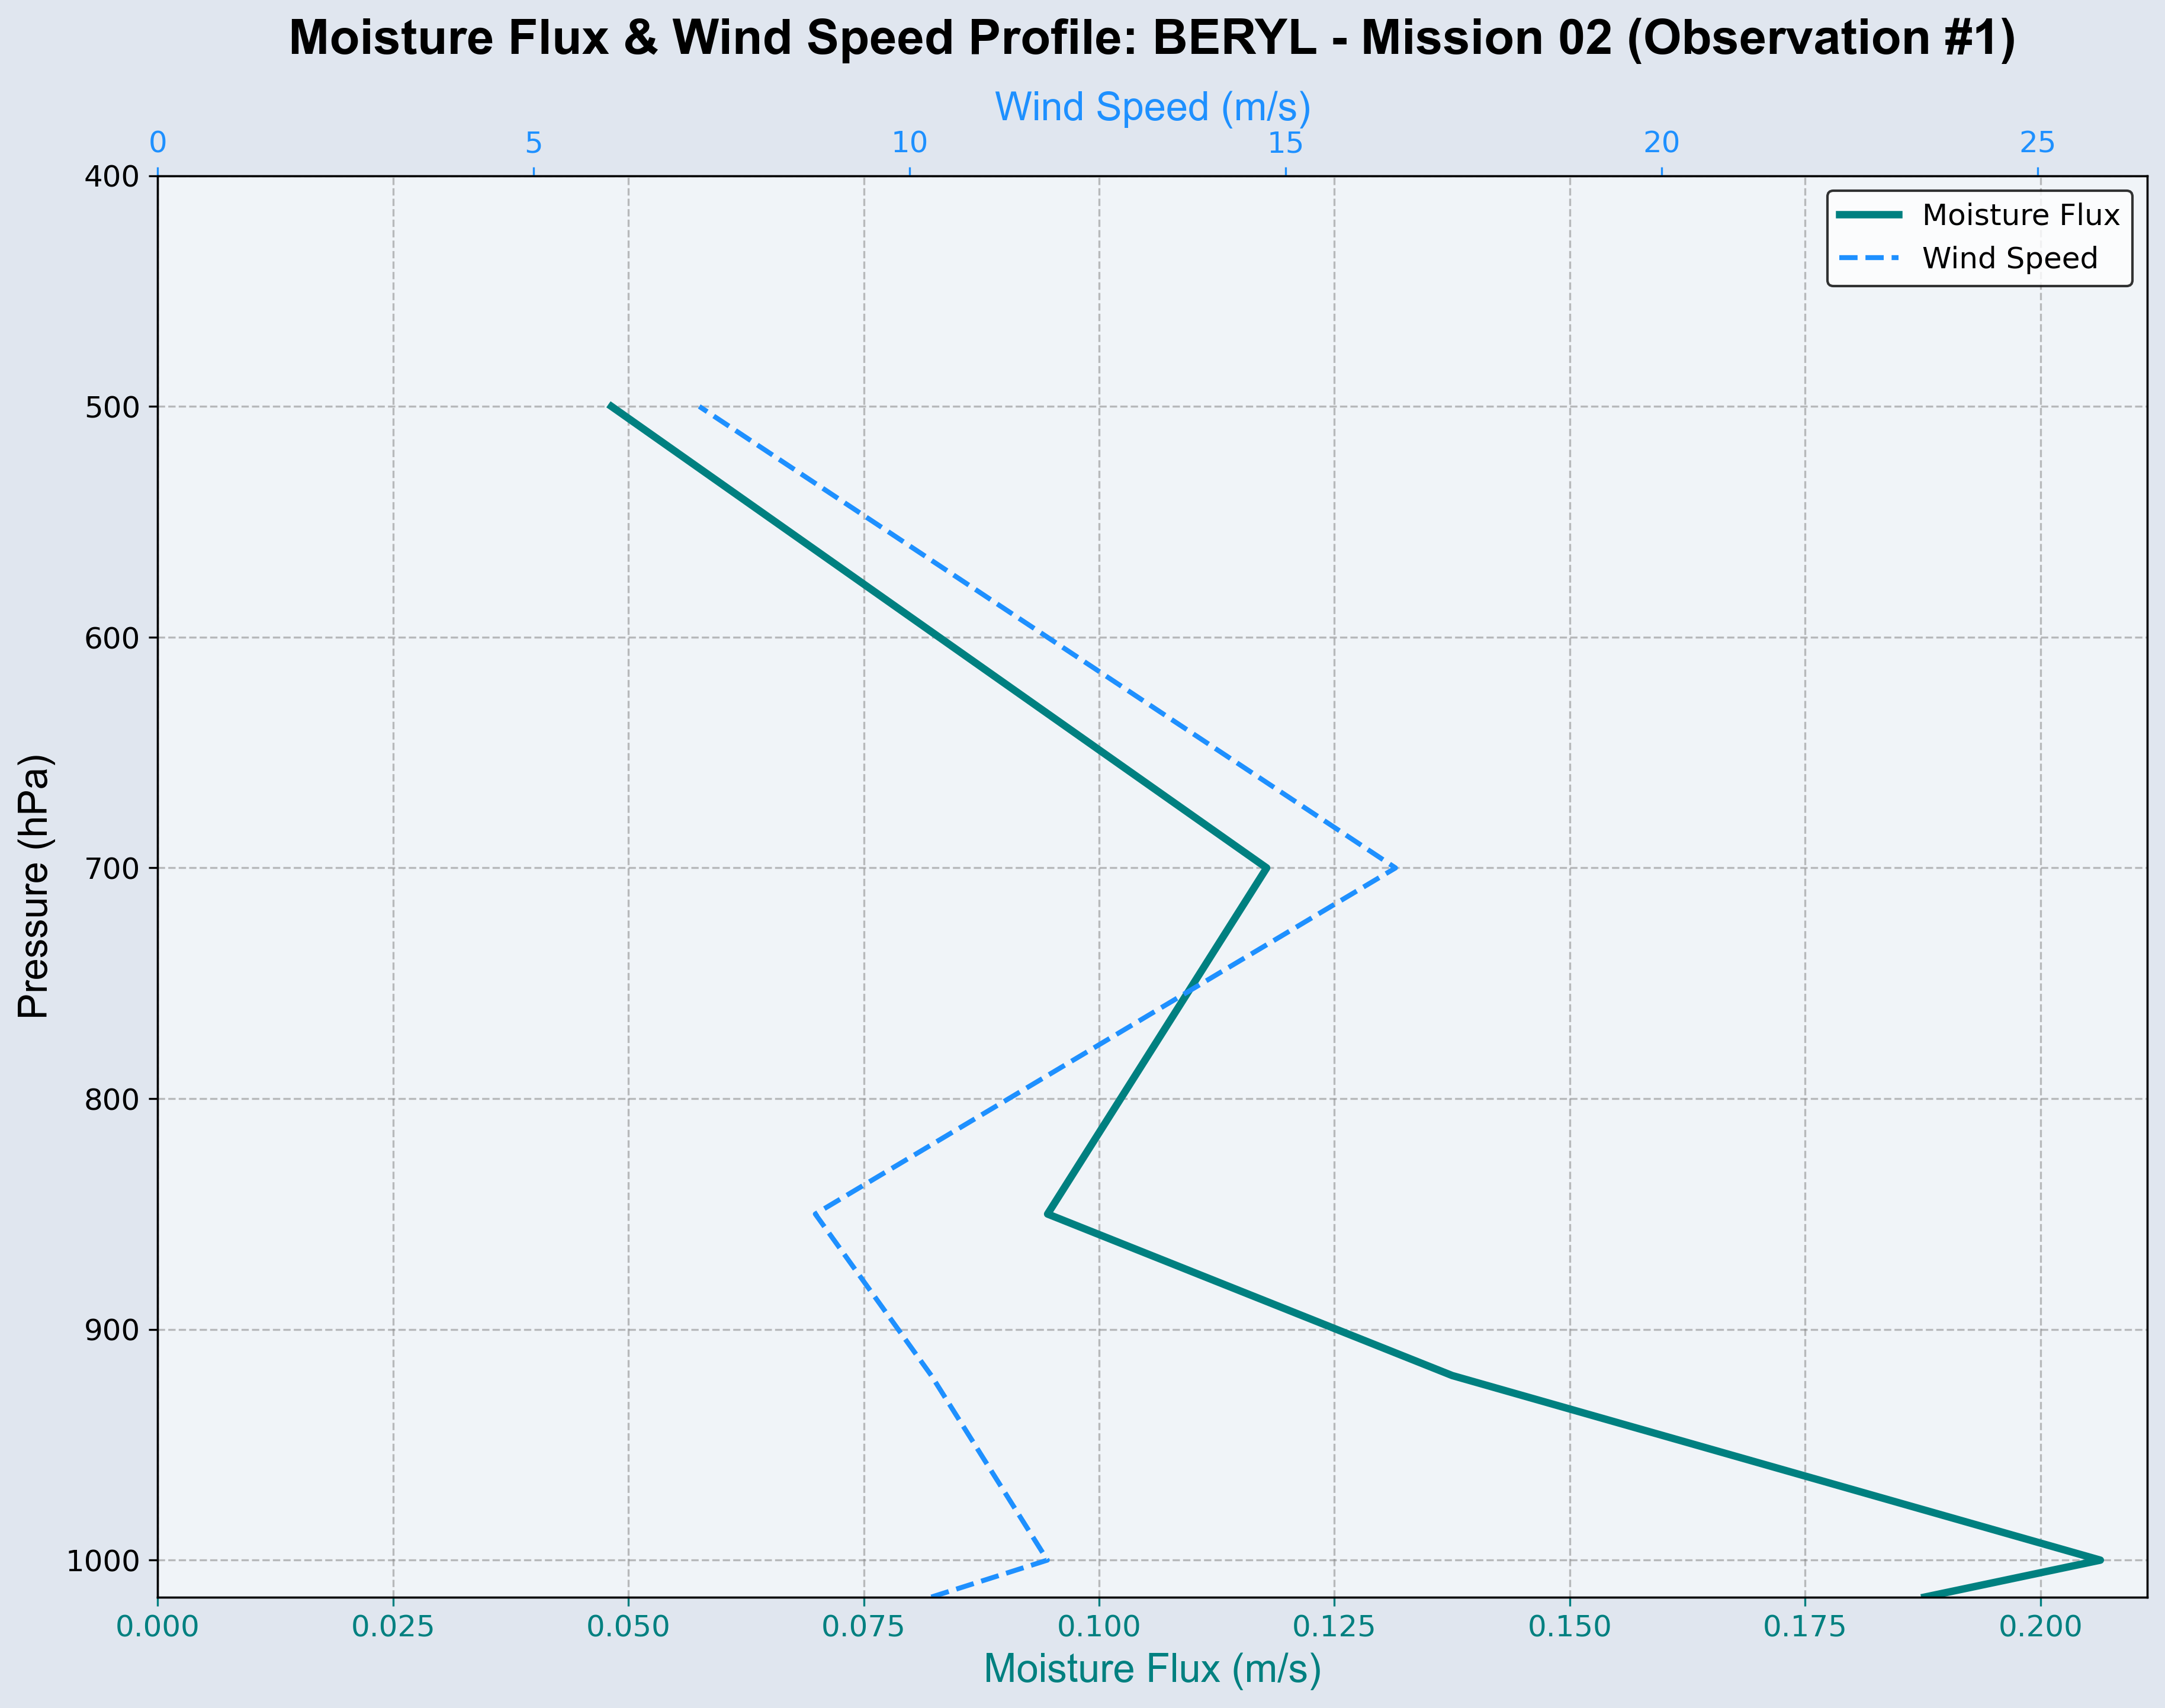 Moisture Flux & Wind Speed Profile: BERYL - Mission 02 (Observation #1)
Wind Speed (m/s)
0 5 10 15 20 25
Moisture Flux
Wind Speed
Pressure (hPa)
400
500
600
700
800
900
1000
0.000 0.025 0.050 0.075 0.100 0.125 0.150 0.175 0.200
Moisture Flux (m/s)